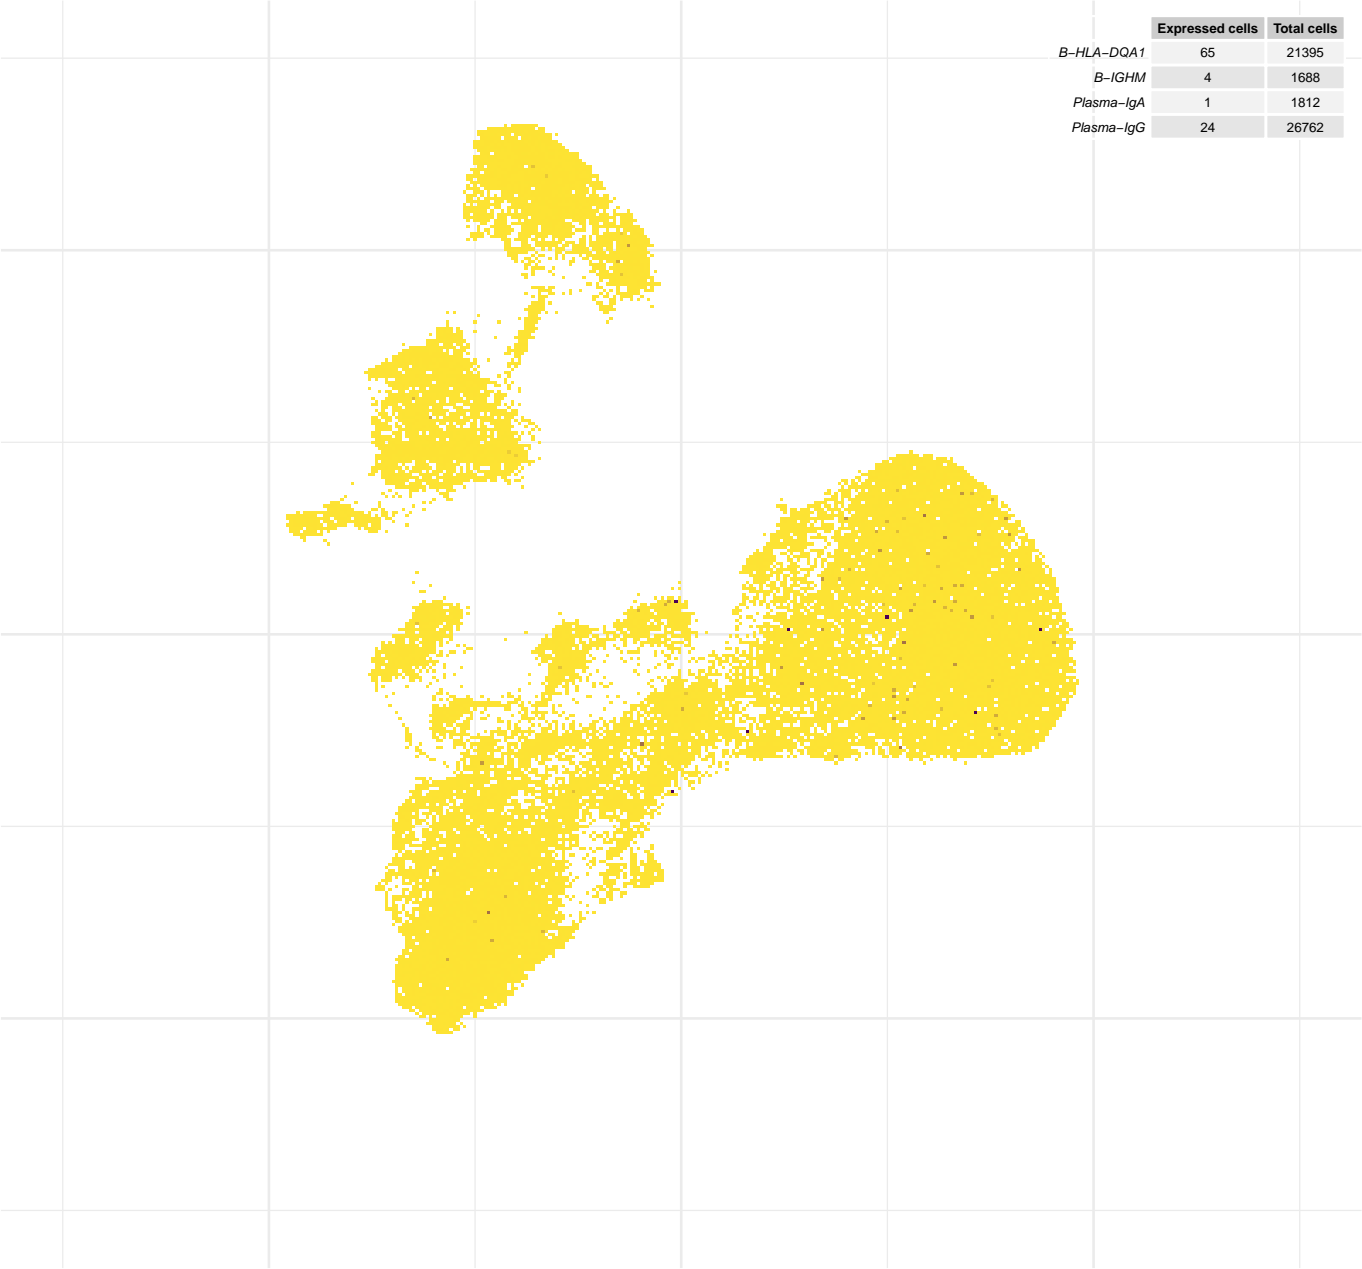 Expressed cells Total cells
B−HLA−DQA1 65 21395
B−IGHM 4 1688
Plasma−IgA 1 1812
Plasma−IgG 24 26762